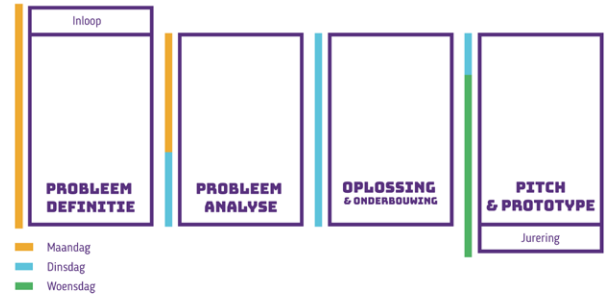 Inloop
PROBLEEM
DEFINITIE
PROBLEEM
ANALYSE
OPLOSSING
& ONDERBOUWING
PITCH
& PROTOTYPE
Jurering
Maandag
Dinsdag
Woensdag